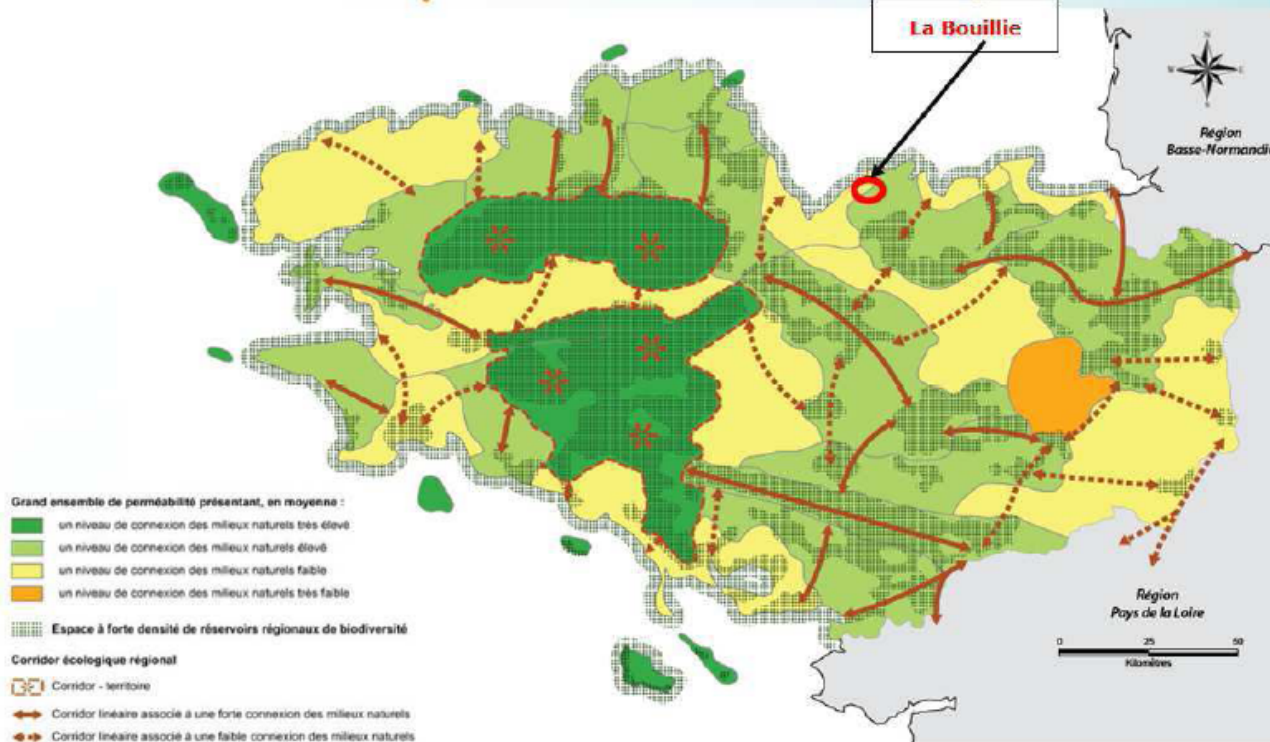 La Bouillie
N
W
E
S
Région
Basse-Normandie
Grand ensemble de perméabilité présentant, en moyenne :
un niveau de connexion des milieux naturels très élevé
un niveau de connexion des milieux naturels élevé
un niveau de connexion des milieux naturels faible
un niveau de connexion des milieux naturels très faible
Espace à forte densité de réservoirs régionaux de biodiversité
Corridor écologique régional
Corridor - territoire
Corridor linéaire associé à une forte connexion des milieux naturels
Corridor linéaire associé à une faible connexion des milieux naturels
Région
Pays de la Loire
0 25 50
Kilomètres